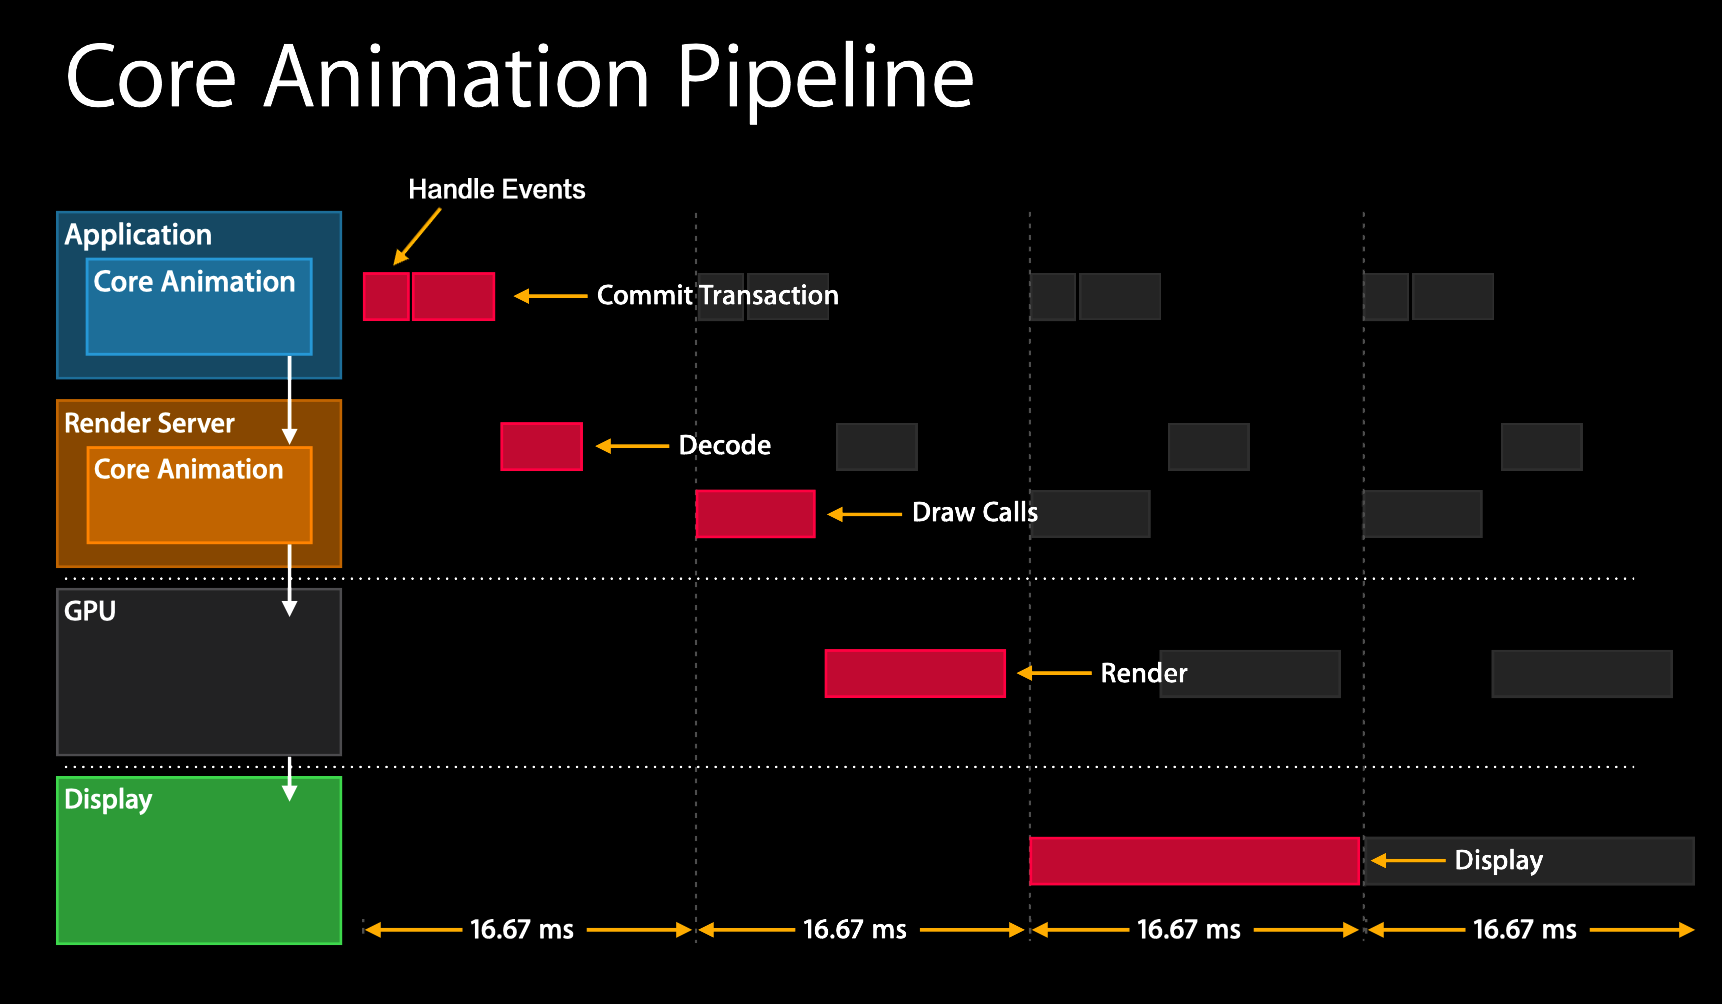 Core Animation Pipeline
Handle Events
Application
Core Animation
Commit Transaction
Render Server
Core Animation
Decode
Draw Calls
GPU
Render
Display
Display
16.67 ms
16.67 ms
16.67 ms
16.67 ms